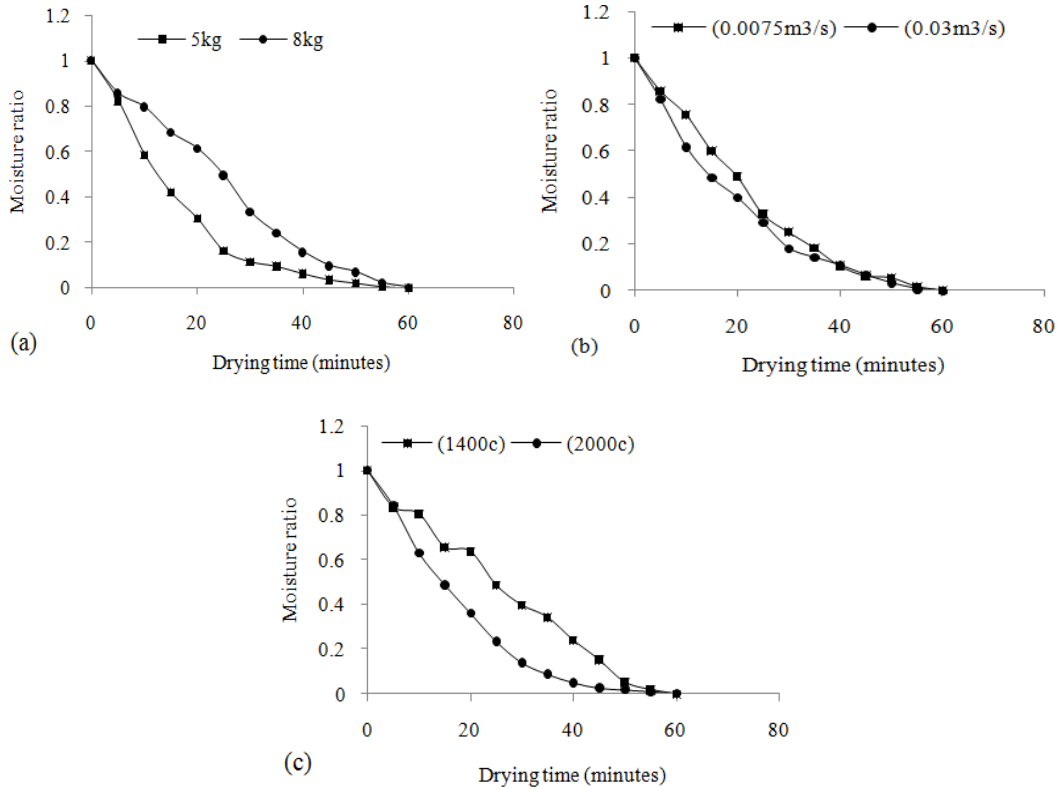 1.2
5kg 8kg
1
0.8
0.6
0.4
0.2
0
0 20 40 60 80
Moisture ratio
Drying time (minutes)
(a)
1.2
(0.0075m3/s) (0.03m3/s)
1
0.8
0.6
0.4
0.2
0
0 20 40 60 80
Moisture ratio
Drying time (minutes)
(b)
1.2
(1400c) (2000c)
1
0.8
0.6
0.4
0.2
0
0 20 40 60 80
Moisture ratio
Drying time (minutes)
(c)